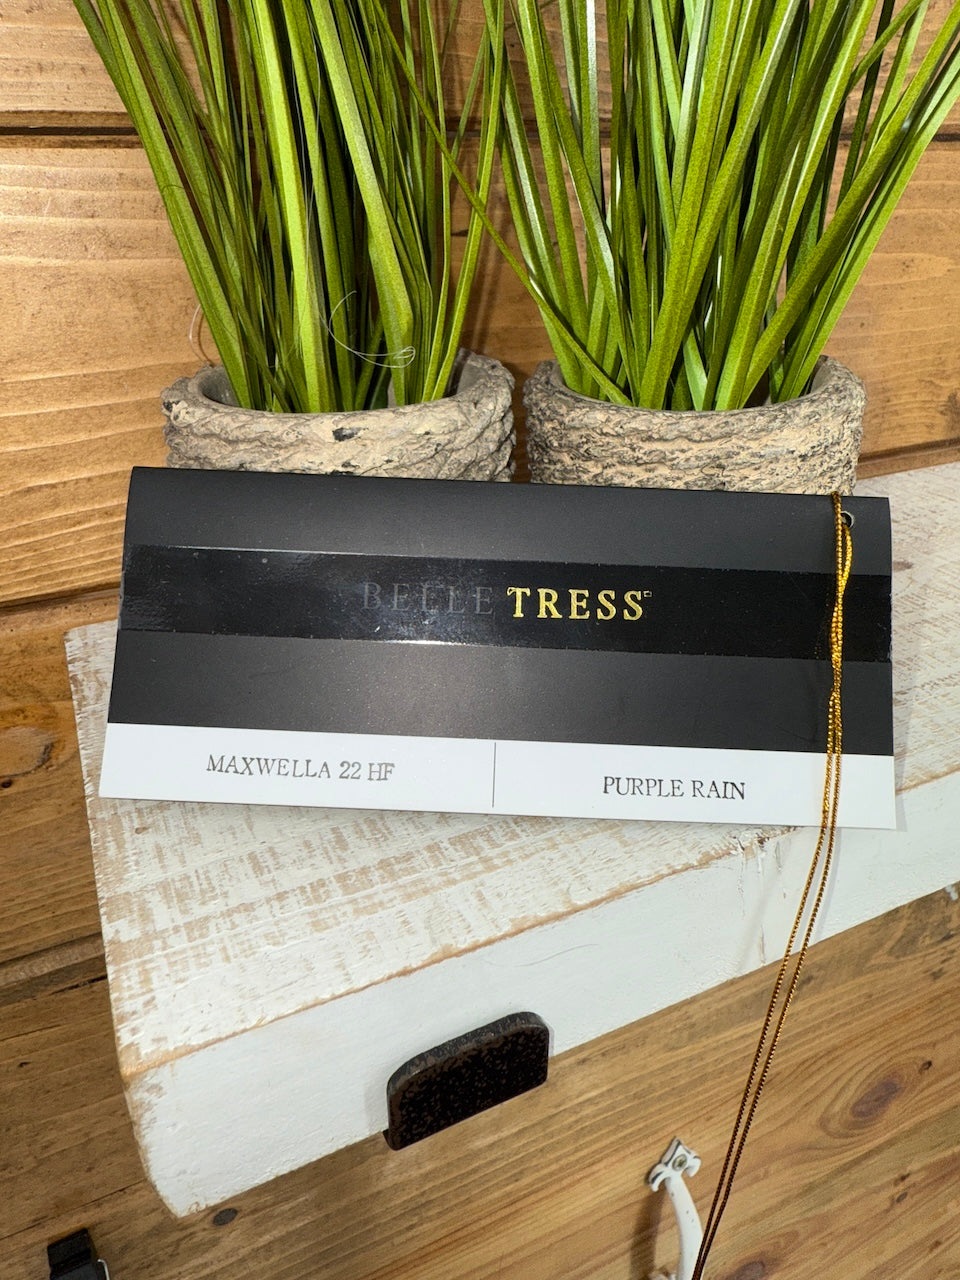 BELLE TRESS
MAXWELLA 22 HF
PURPLE RAIN